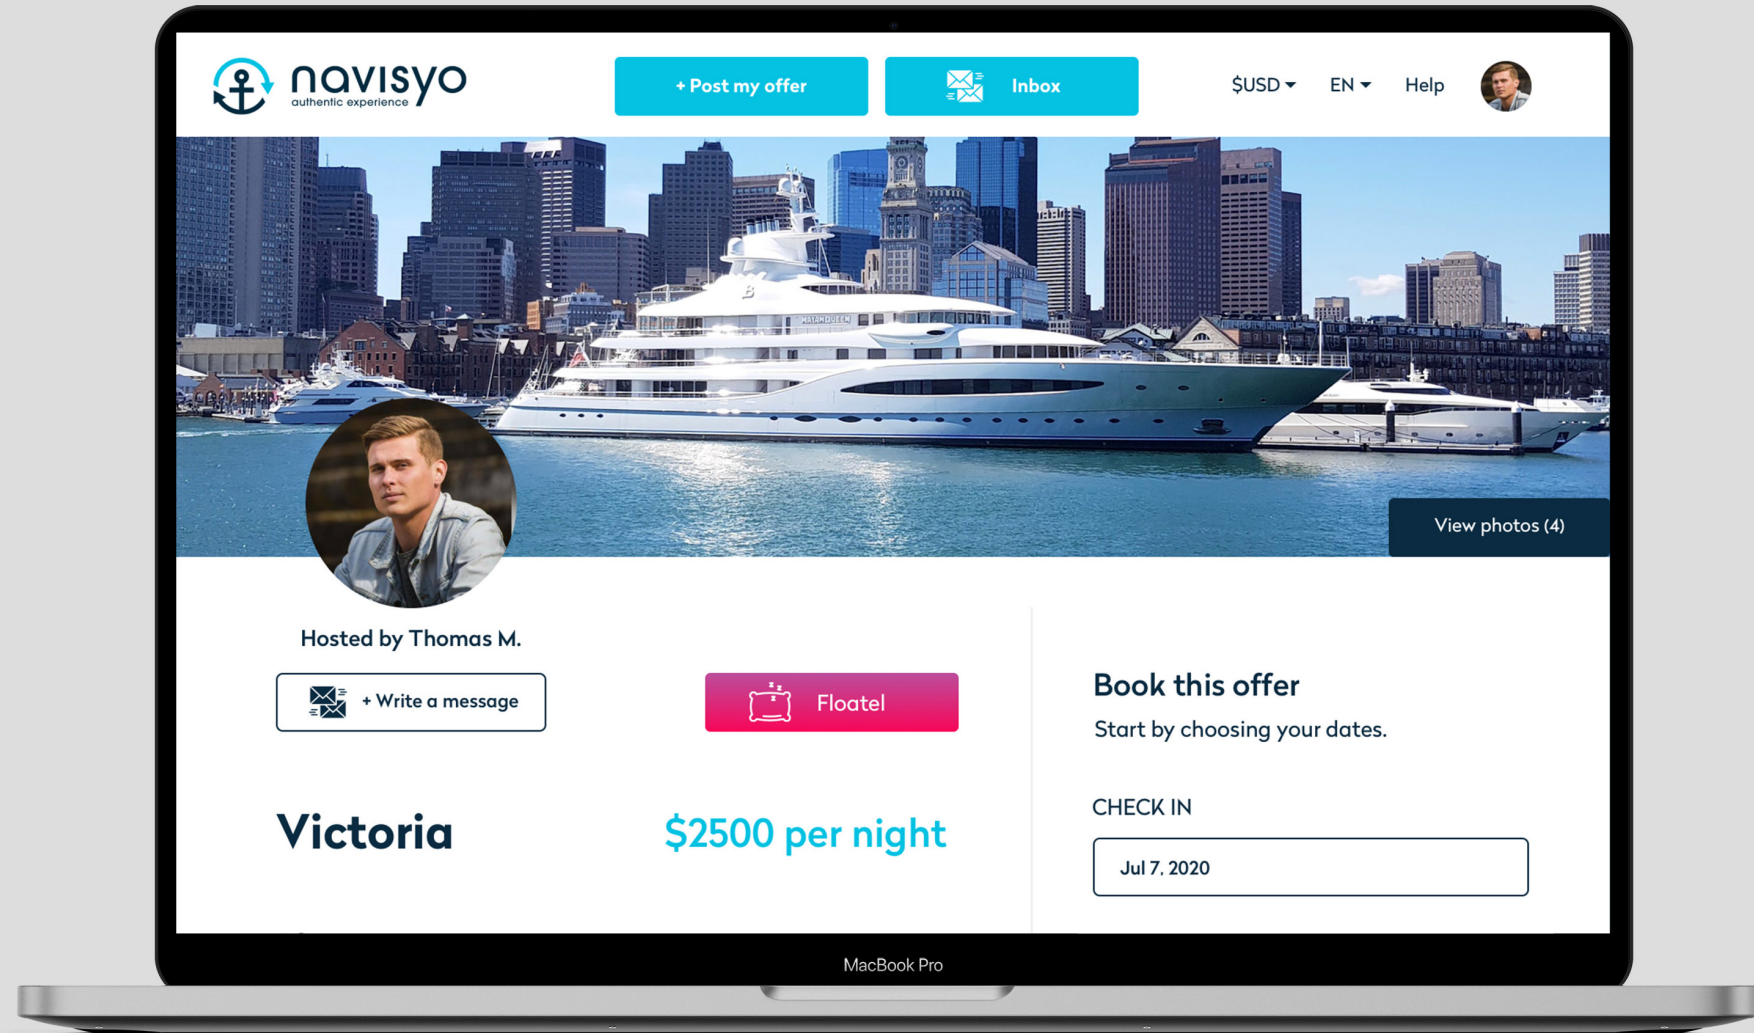 navisyo
authentic experience
+ Post my offer
Inbox
$USD
EN
Help
B
MAYAN QUEEN
View photos (4)
Hosted by Thomas M.
+ Write a message
z z z
Floatel
Victoria
$2500 per night
Book this offer
Start by choosing your dates.
CHECK IN
Jul 7, 2020
MacBook Pro